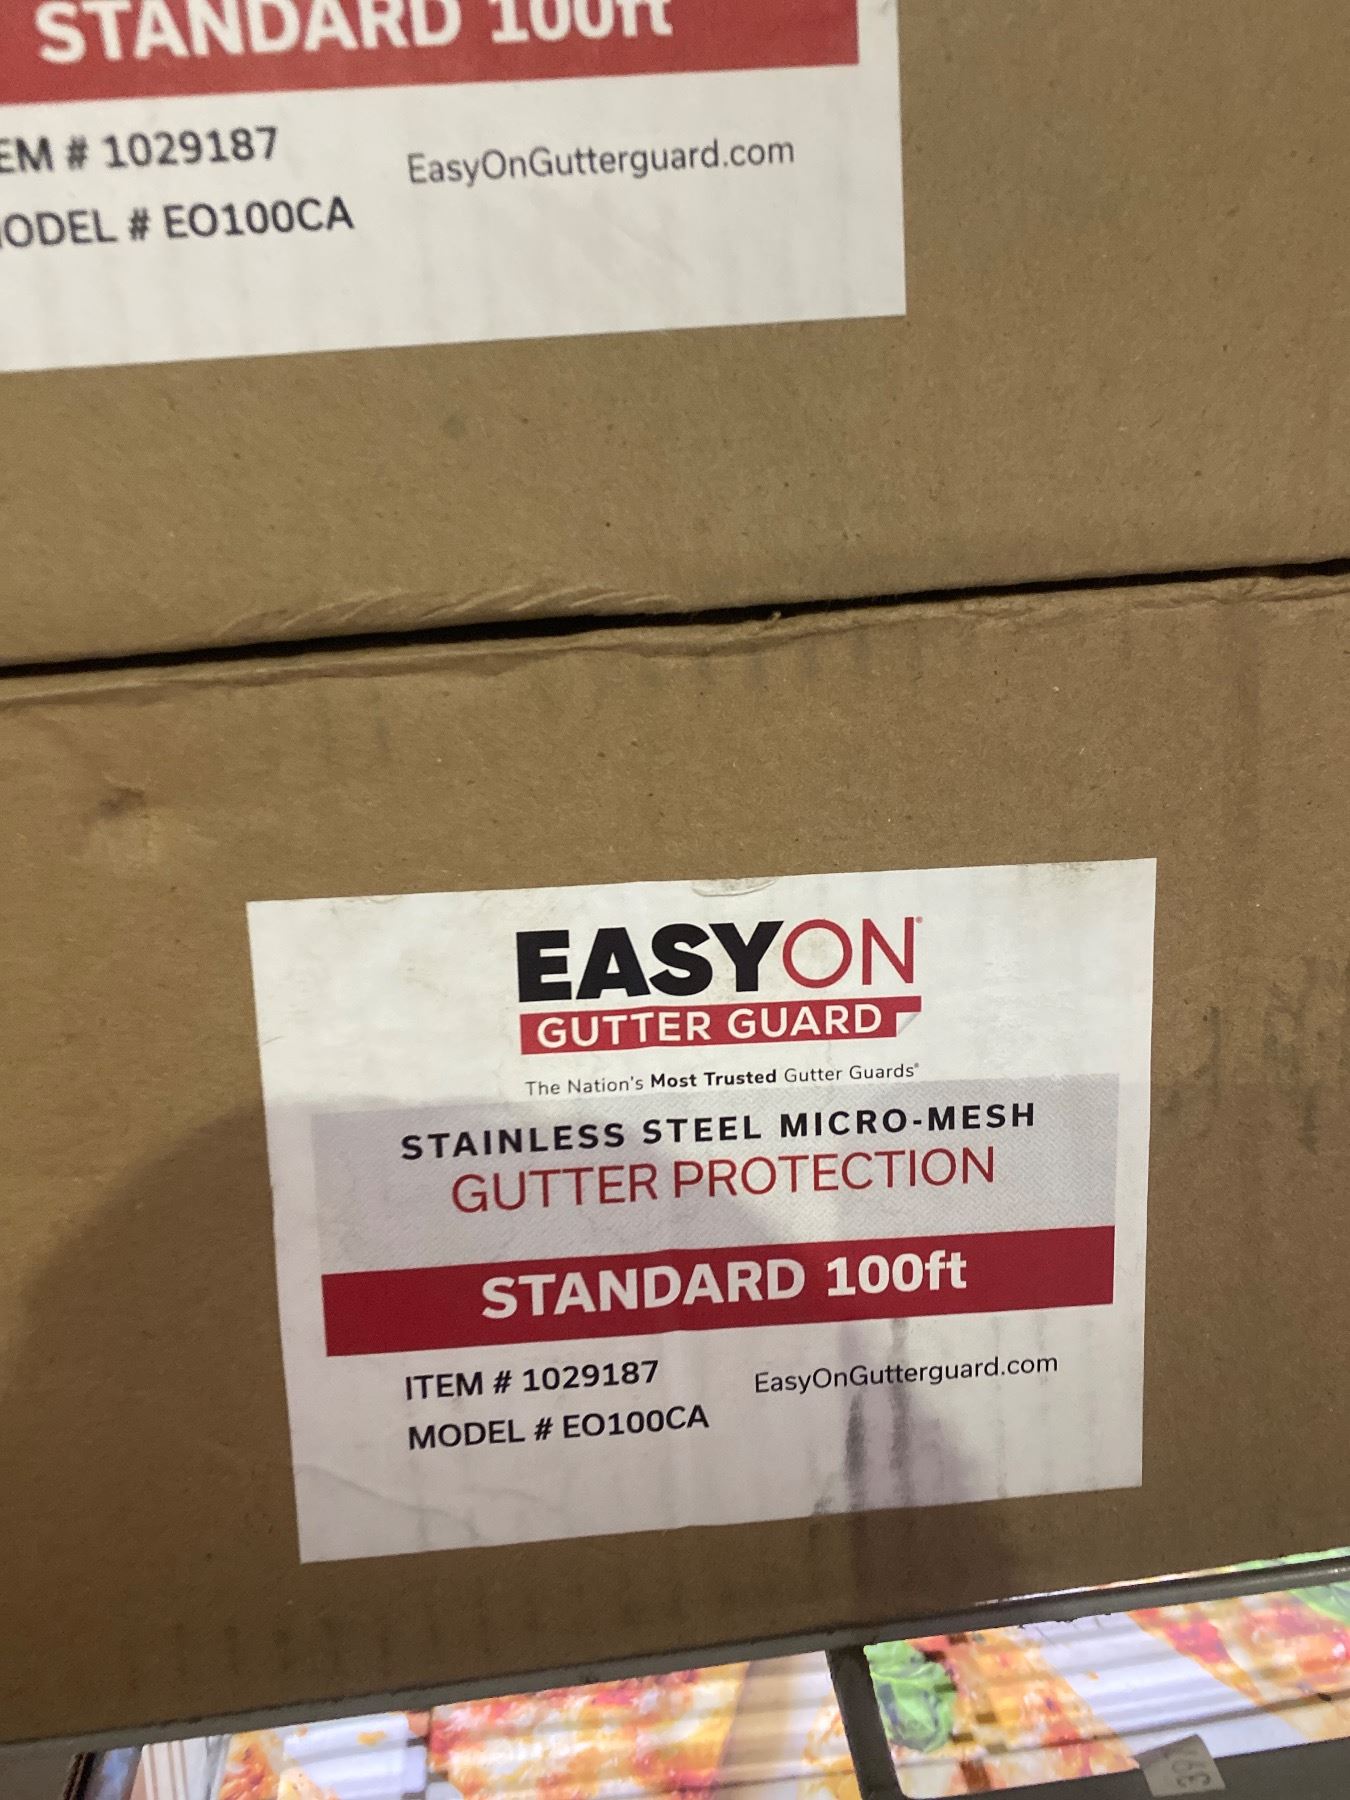 STANDARD 100ft
EM # 1029187
ODEL # EO100CA
EasyOnGutterguard.com
EASYON®
GUTTER GUARD
The Nation's Most Trusted Gutter Guards®
STAINLESS STEEL MICRO-MESH
GUTTER PROTECTION
STANDARD 100ft
ITEM # 1029187
MODEL # EO100CA
EasyOnGutterguard.com